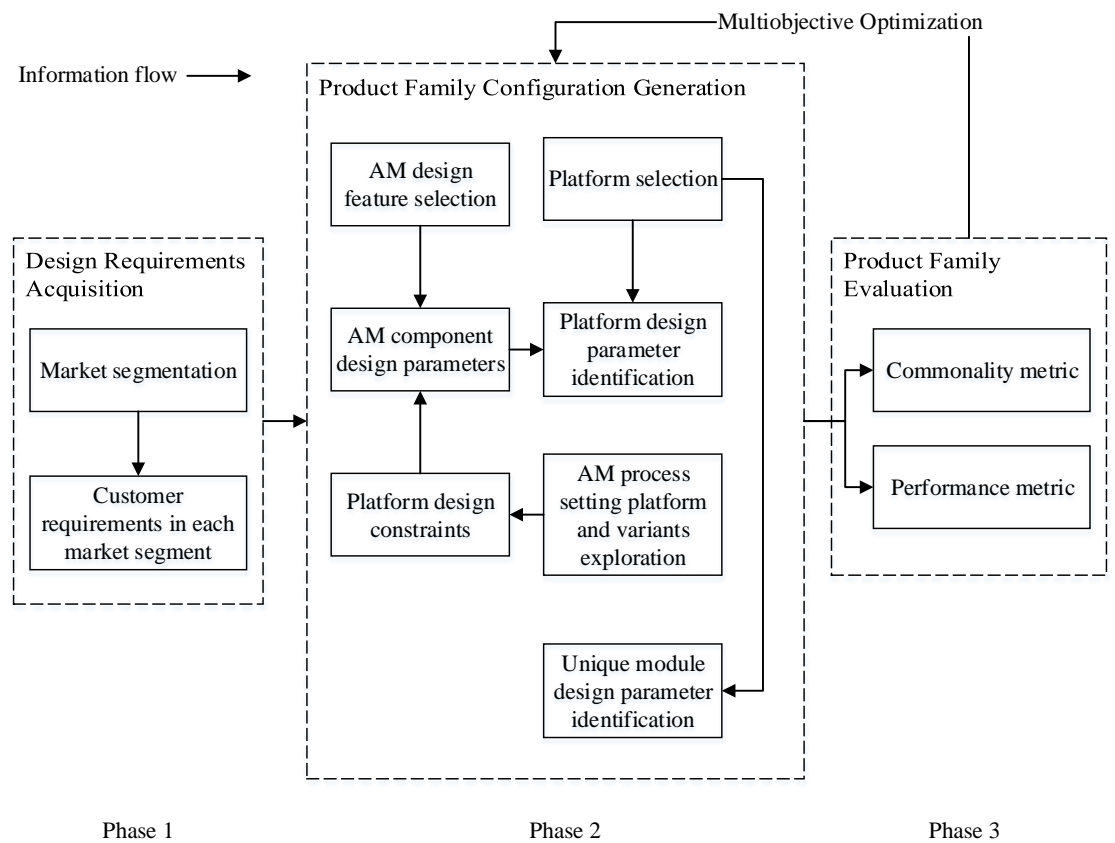 Multiobjective Optimization
Information flow
Product Family Configuration Generation
AM design
feature selection
Platform selection
Design Requirements
Acquisition
Product Family
Evaluation
Market segmentation
AM component
design parameters
Platform design
parameter
identification
Commonality metric
Customer
requirements in each
market segment
Platform design
constraints
AM process
setting platform
and variants
exploration
Performance metric
Unique module
design parameter
identification
Phase 1
Phase 2
Phase 3